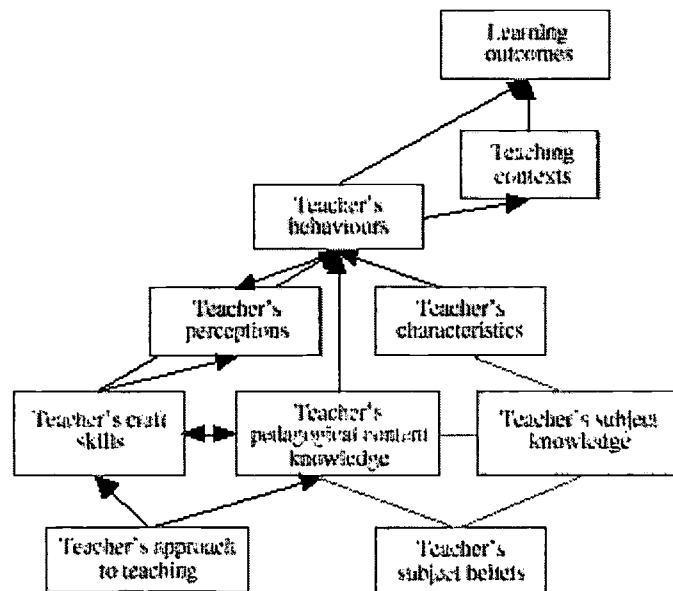 Learning
outcomes
Teaching
contexts
Teacher's
behaviours
Teacher's
perceptions
Teacher's
characteristics
Teacher's craft
skills
Teacher's
pedagogical content
knowledge
Teacher's subject
knowledge
Teacher's approach
to teaching
Teacher's
subject beliefs